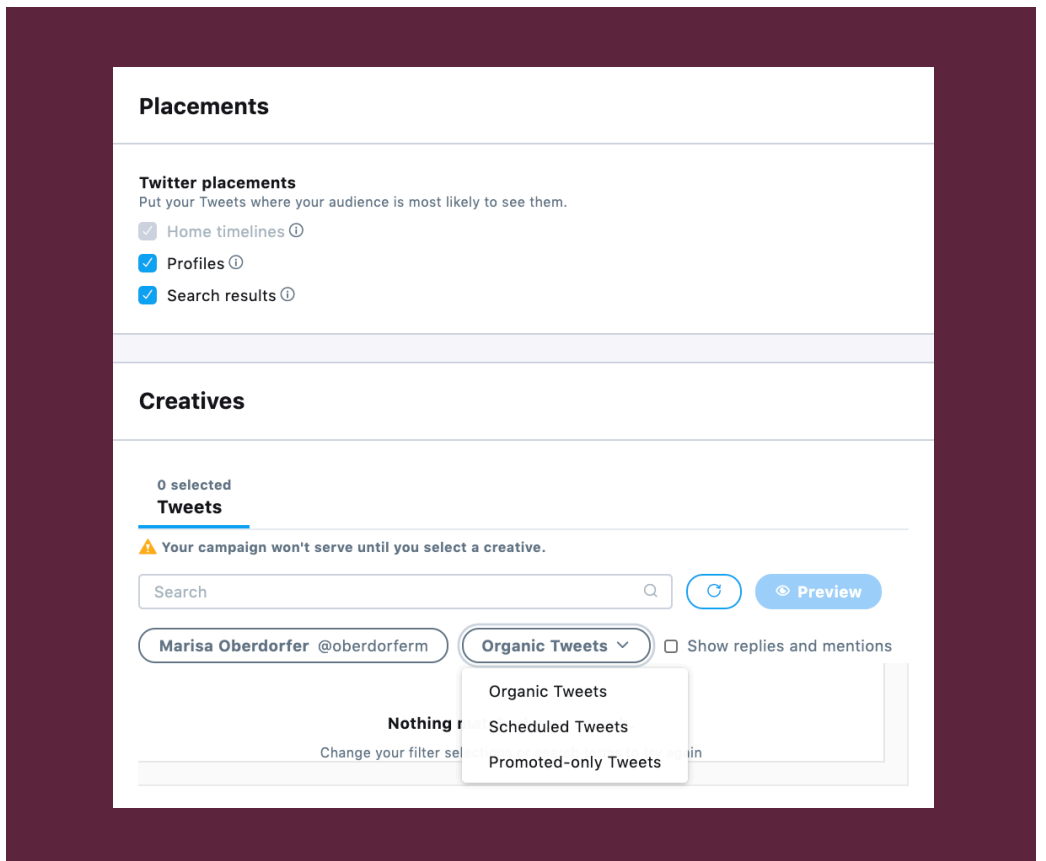 Placements
Twitter placements
Put your Tweets where your audience is most likely to see them.
Home timelines
Profiles
Search results
Creatives
0 selected
Tweets
Your campaign won't serve until you select a creative.
Search
Preview
Marisa Oberdorfer @oberdorferm
Organic Tweets
Show replies and mentions
Organic Tweets
Nothing
Scheduled Tweets
Change your filter
Promoted-only Tweets